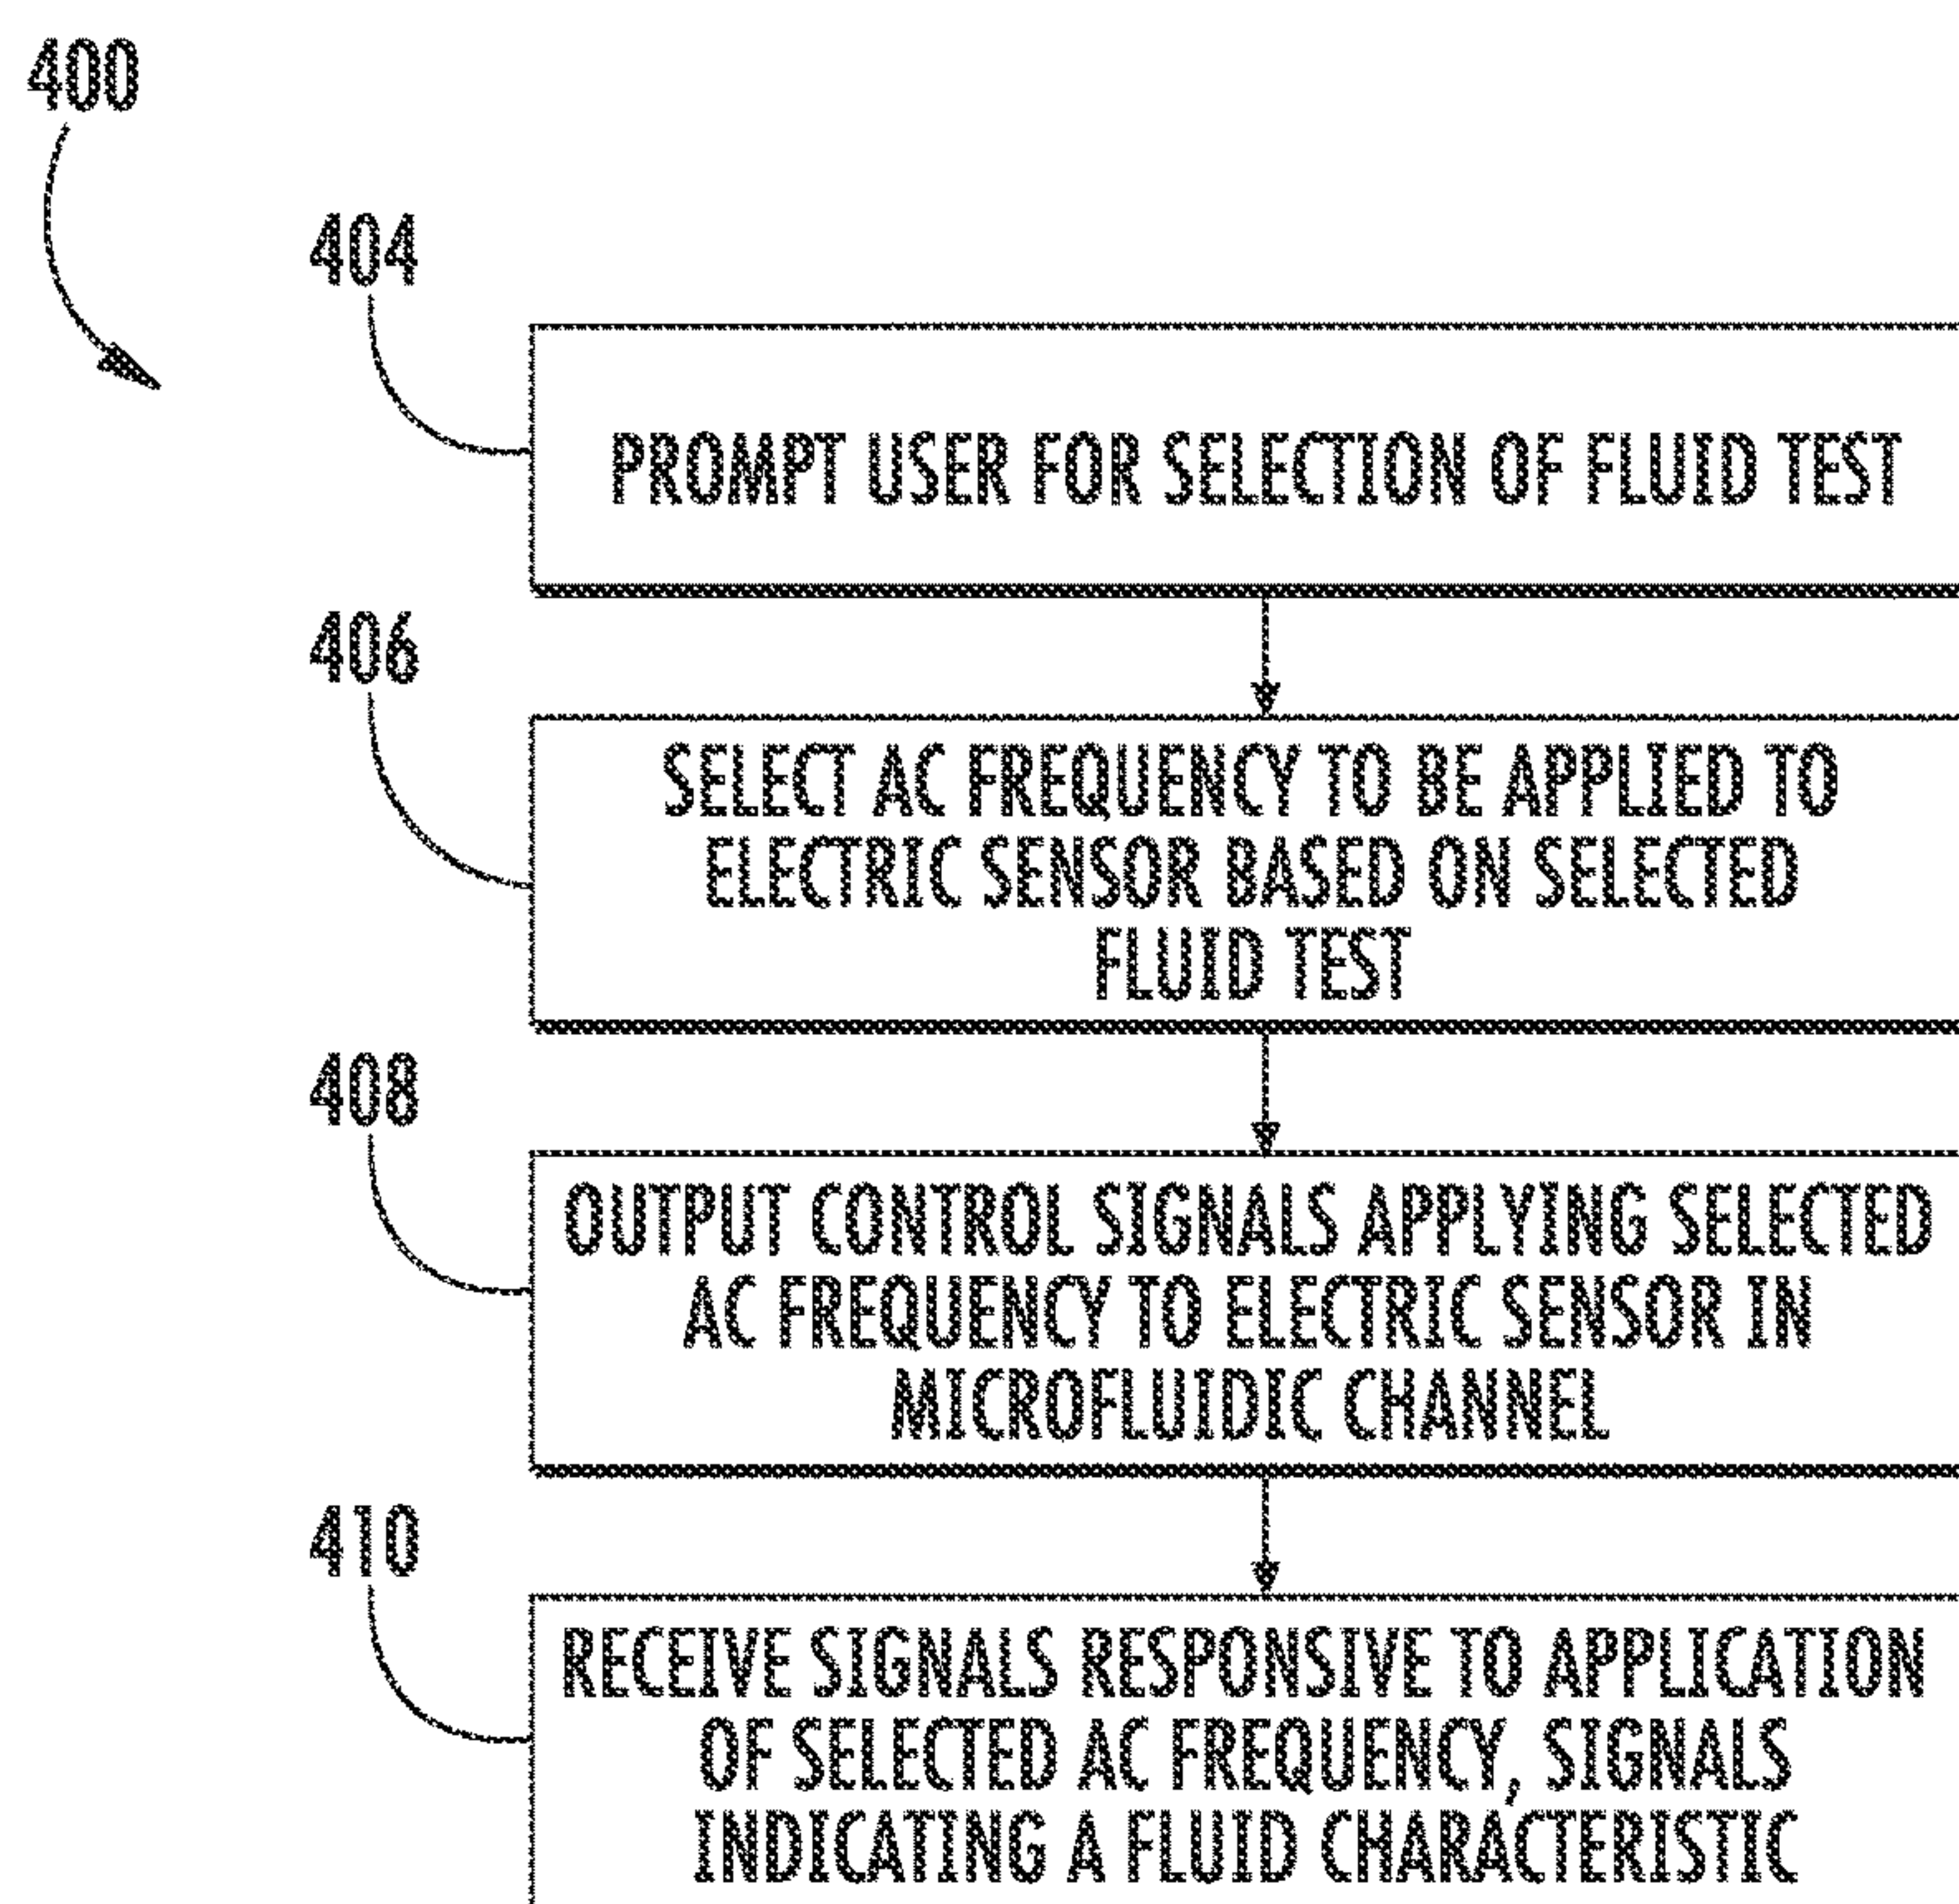 400
404
PROMPT USER FOR SELECTION OF FLUID TEST
406
SELECT AC FREQUENCY TO BE APPLIED TO
ELECTRIC SENSOR BASED ON SELECTED
FLUID TEST
408
OUTPUT CONTROL SIGNALS APPLYING SELECTED
AC FREQUENCY TO ELECTRIC SENSOR IN
MICROFLUIDIC CHANNEL
410
RECEIVE SIGNALS RESPONSIVE TO APPLICATION
OF SELECTED AC FREQUENCY, SIGNALS
INDICATING A FLUID CHARACTERISTIC